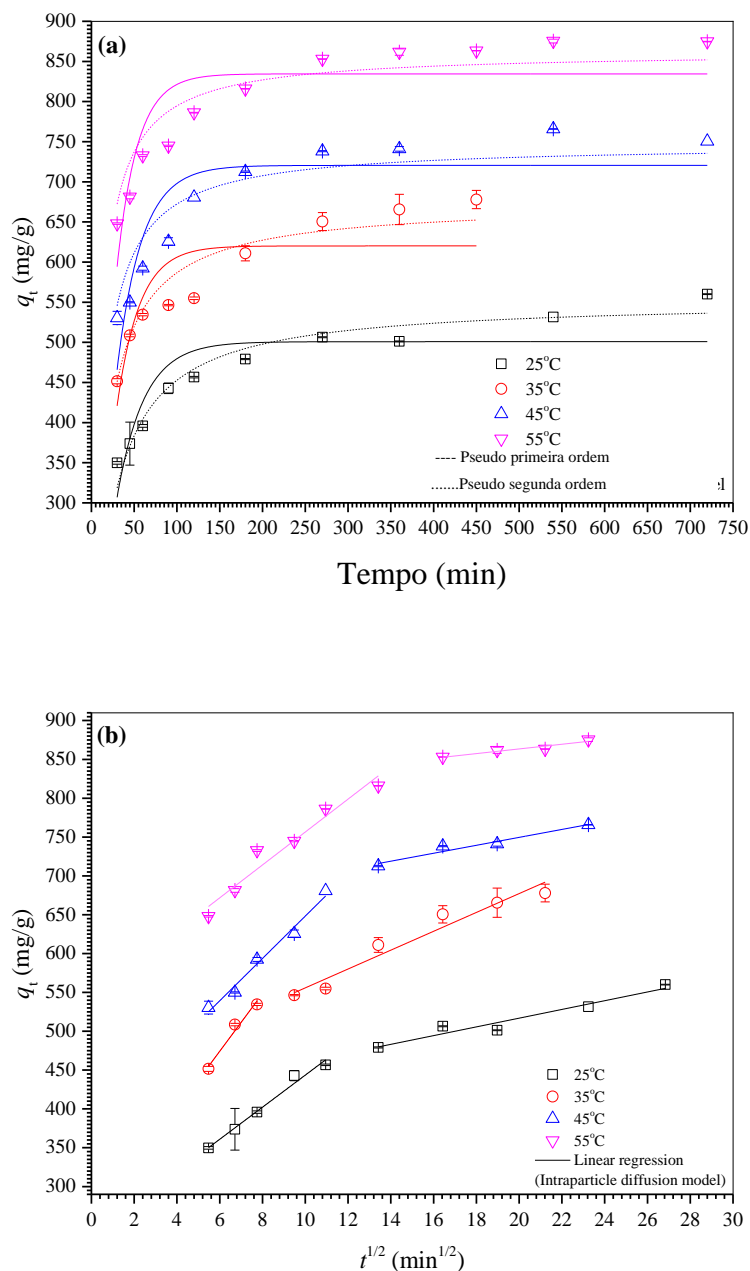 (a)
900
850
800
750
700
650
600
550
500
450
400
350
300
qt (mg/g)
25°C
35°C
45°C
55°C
---- Pseudo primeira ordem
......Pseudo segunda ordem
el
0 50 100 150 200 250 300 350 400 450 500 550 600 650 700 750
Tempo (min)
(b)
900
850
800
750
700
650
600
550
500
450
400
350
300
qt (mg/g)
25°C
35°C
45°C
55°C
Linear regression
(Intraparticle diffusion model)
0 2 4 6 8 10 12 14 16 18 20 22 24 26 28 30
t1/2 (min1/2)